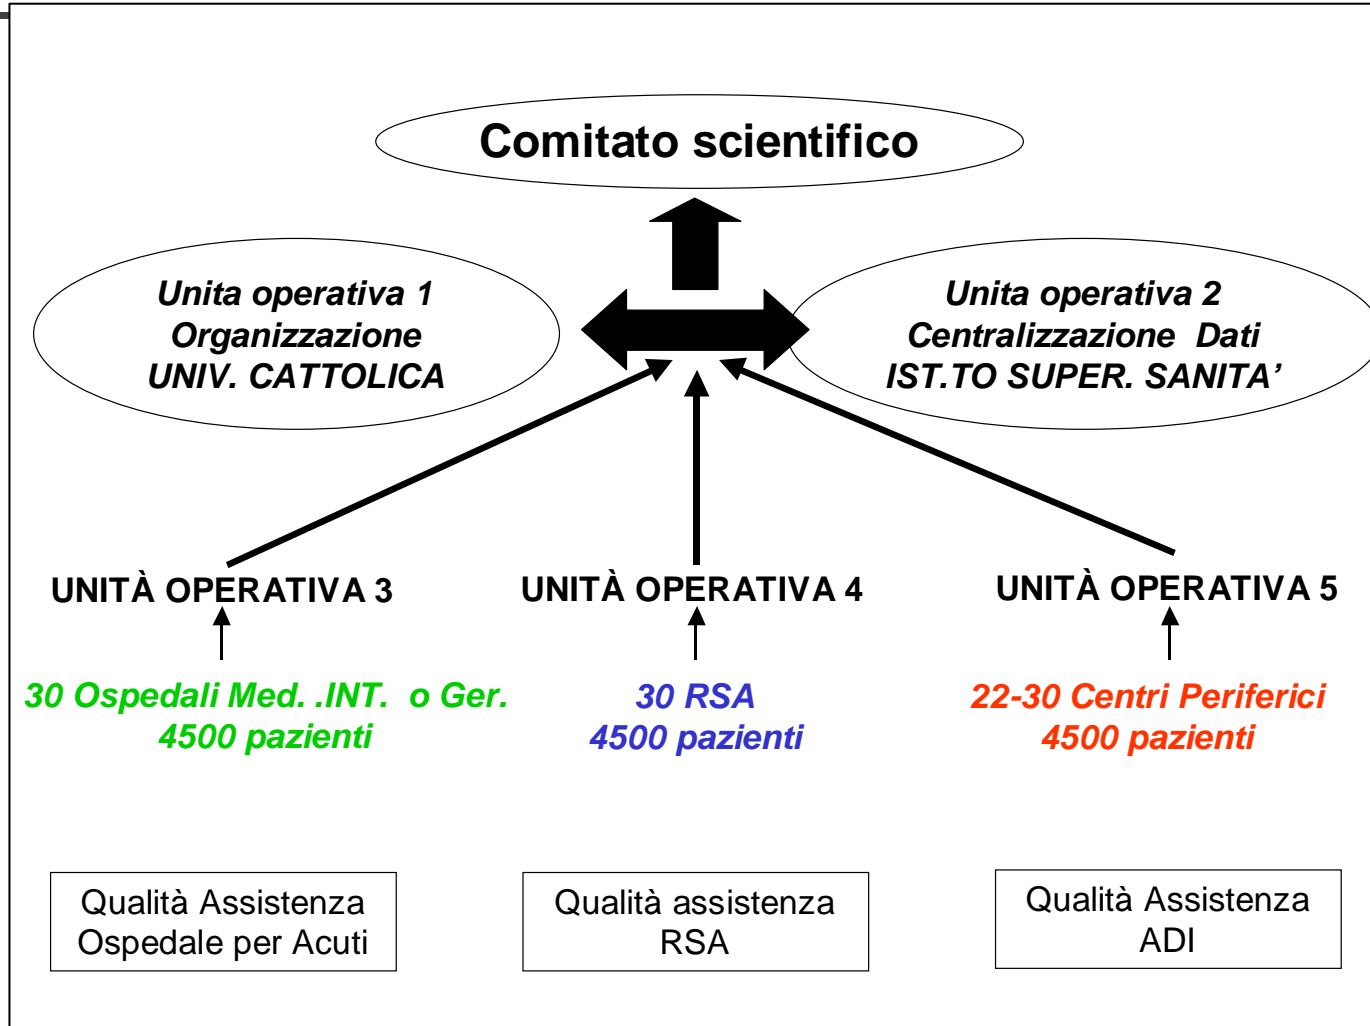 Comitato scientifico
Unita operativa 1
Organizzazione
UNIV. CATTOLICA
Unita operativa 2
Centralizzazione Dati
IST.TO SUPER. SANITA’
UNITÀ OPERATIVA 3
UNITÀ OPERATIVA 4
UNITÀ OPERATIVA 5
30 Ospedali Med. .INT. o Ger.
4500 pazienti
30 RSA
4500 pazienti
22-30 Centri Periferici
4500 pazienti
Qualità Assistenza
Ospedale per Acuti
Qualità assistenza
RSA
Qualità Assistenza
ADI